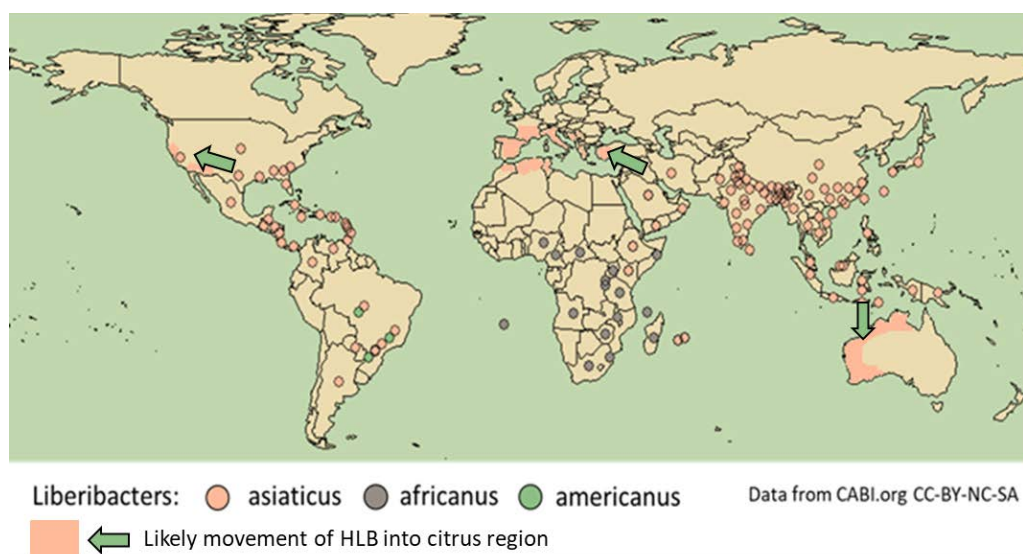 Liberibacters: asiaticus africanus americanus Data from CABI.org CC-BY-NC-SA
Likely movement of HLB into citrus region